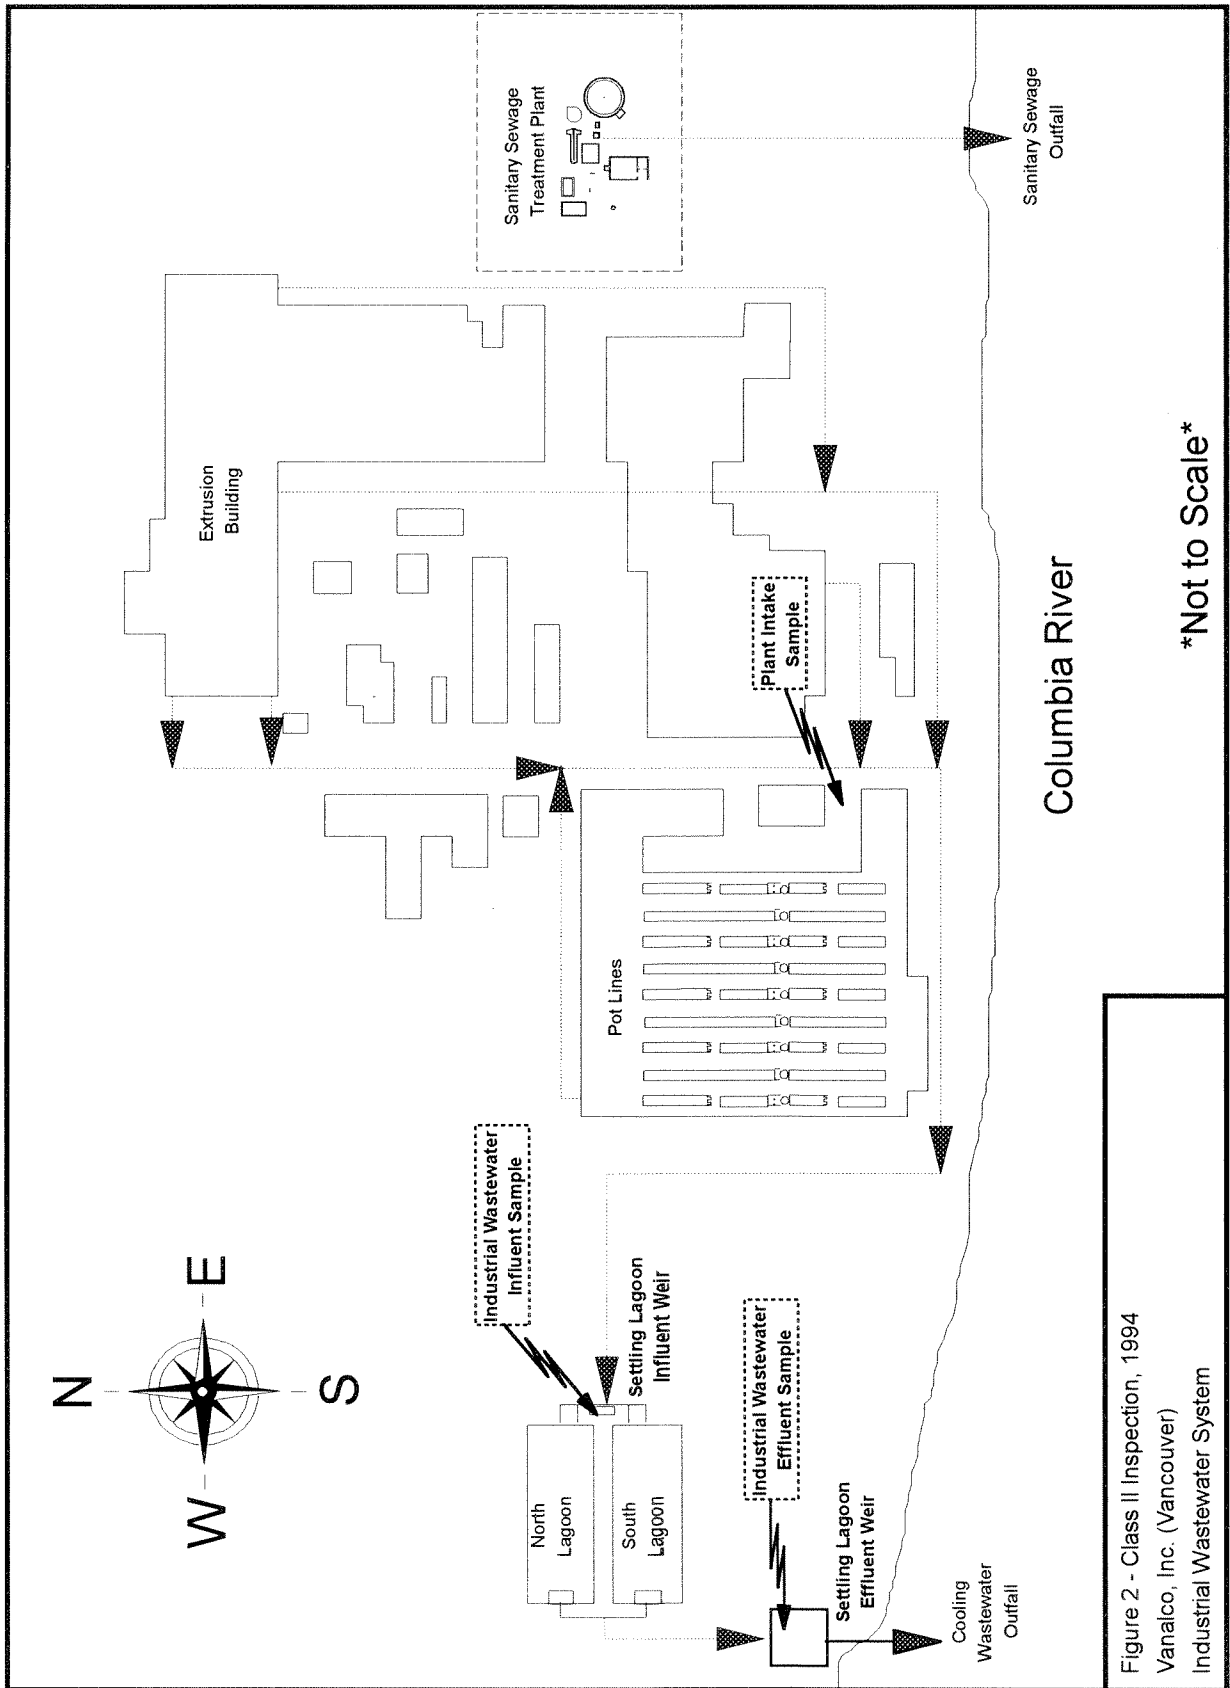 N
W
E
S
Sanitary Sewage
Treatment Plant
Sanitary Sewage
Outfall
Extrusion
Building
Plant Intake
Sample
Pot Lines
Columbia River
*Not to Scale*
Industrial Wastewater
Influent Sample
Settling Lagoon
Influent Weir
North
Lagoon
South
Lagoon
Industrial Wastewater
Effluent Sample
Settling Lagoon
Effluent Weir
Cooling
Wastewater
Outfall
Figure 2 - Class II Inspection, 1994
Vanalco, Inc. (Vancouver)
Industrial Wastewater System